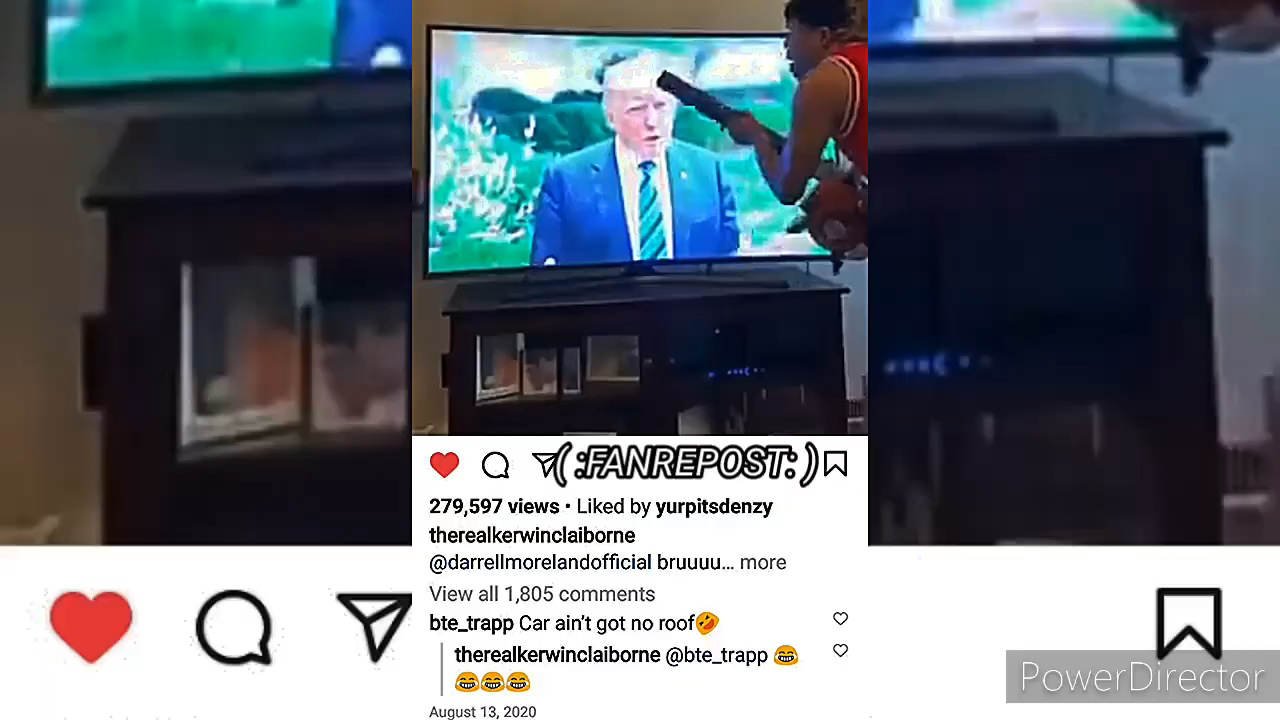 (:FANREPOST:)
279,597 views • Liked by yurpitsdenzy
therealkerwinclaiborne
@darrellmorelandofficial bruuuu... more
View all 1,805 comments
bte_trapp Car ain't got no roof🤣
therealkerwinclaiborne @bte_trapp 😂
😂😂😂
August 13, 2020
PowerDirector